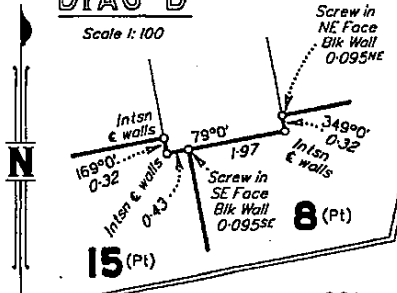 DIAG D
Scale 1:100
Screw in
NE Face
Blk Wall
0·095NE
Intsn
₵ walls
169°0'
0·32
79°0'
1·97
349°0'
0·32
Intsn
₵ walls
Intsn ₵ walls
0·43
Screw in
SE Face
Blk Wall
0·095SE
N
8 (Pt)
15 (Pt)